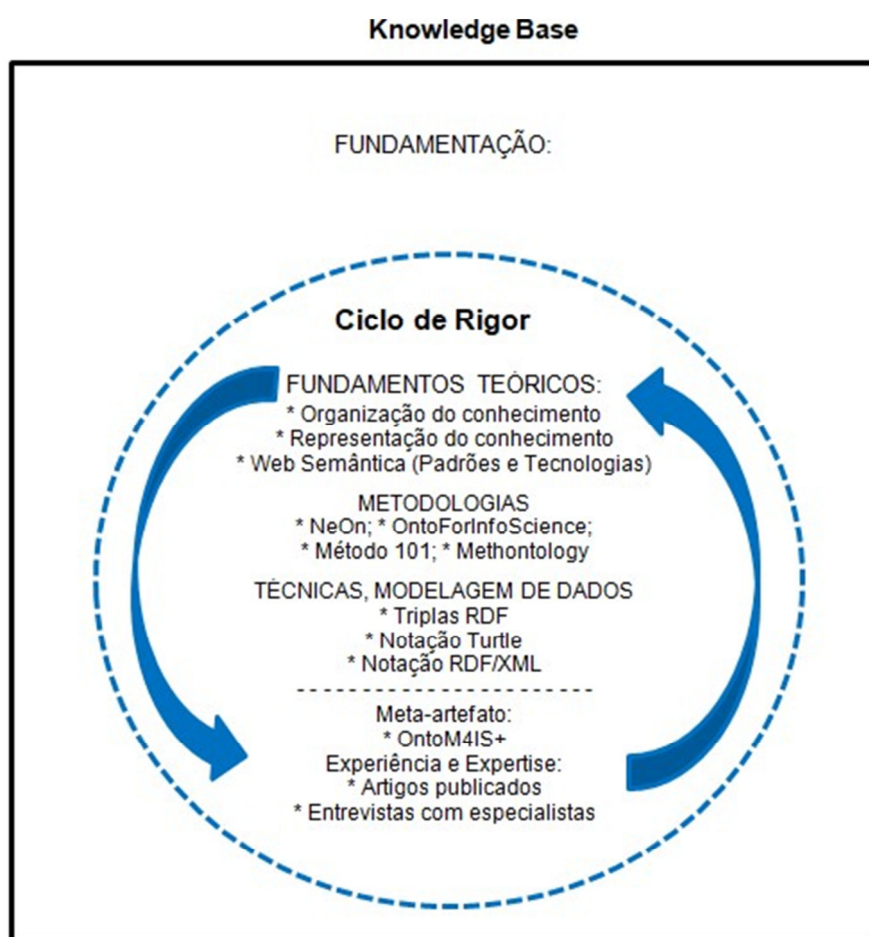 Knowledge Base
FUNDAMENTAÇÃO:
Ciclo de Rigor
FUNDAMENTOS TEÓRICOS:
* Organização do conhecimento
* Representação do conhecimento
* Web Semântica (Padrões e Tecnologias)
METODOLOGIAS
* NeOn; * OntoForInfoScience;
* Método 101; * Methontology
TÉCNICAS, MODELAGEM DE DADOS
* Triplas RDF
* Notação Turtle
* Notação RDF/XML
- - - - - - - - - - - - - - - - - - - - - - -
Meta-artefato:
* OntoM4IS+
Experiência e Expertise:
* Artigos publicados
* Entrevistas com especialistas